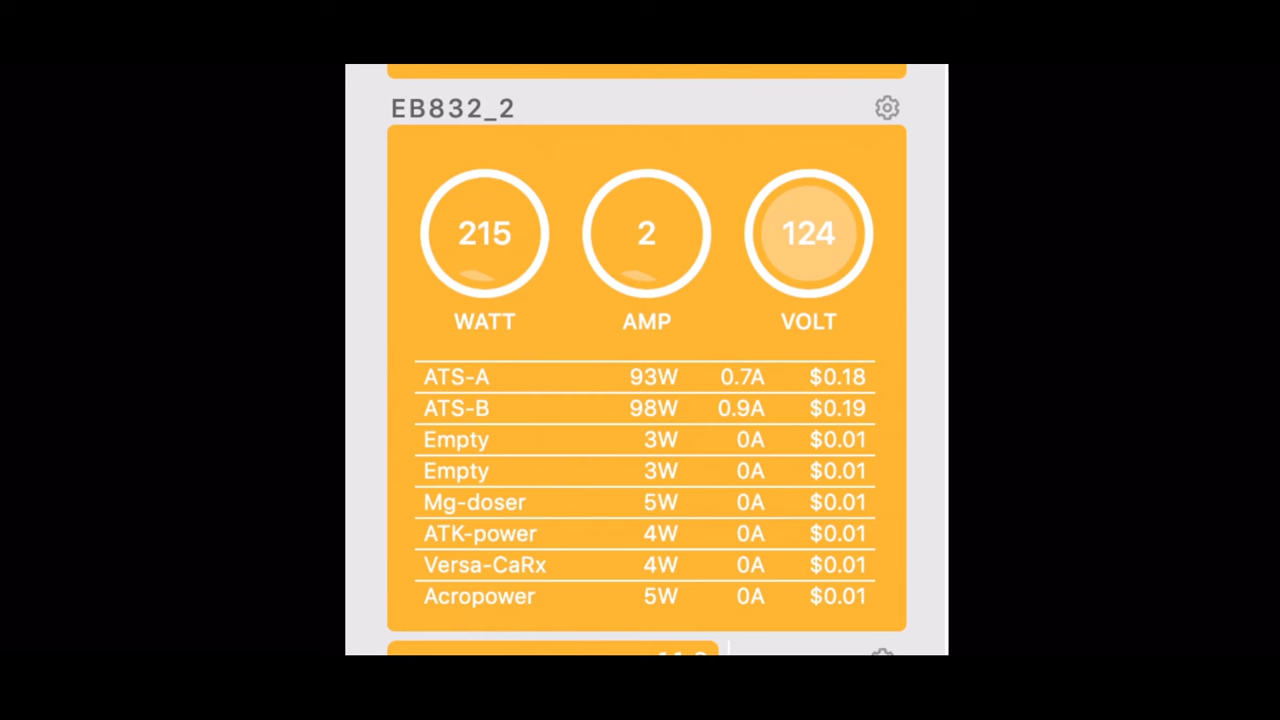 EB832_2
215 2 124
WATT AMP VOLT
ATS-A 93W 0.7A $0.18
ATS-B 98W 0.9A $0.19
Empty 3W 0A $0.01
Empty 3W 0A $0.01
Mg-doser 5W 0A $0.01
ATK-power 4W 0A $0.01
Versa-CaRx 4W 0A $0.01
Acropower 5W 0A $0.01